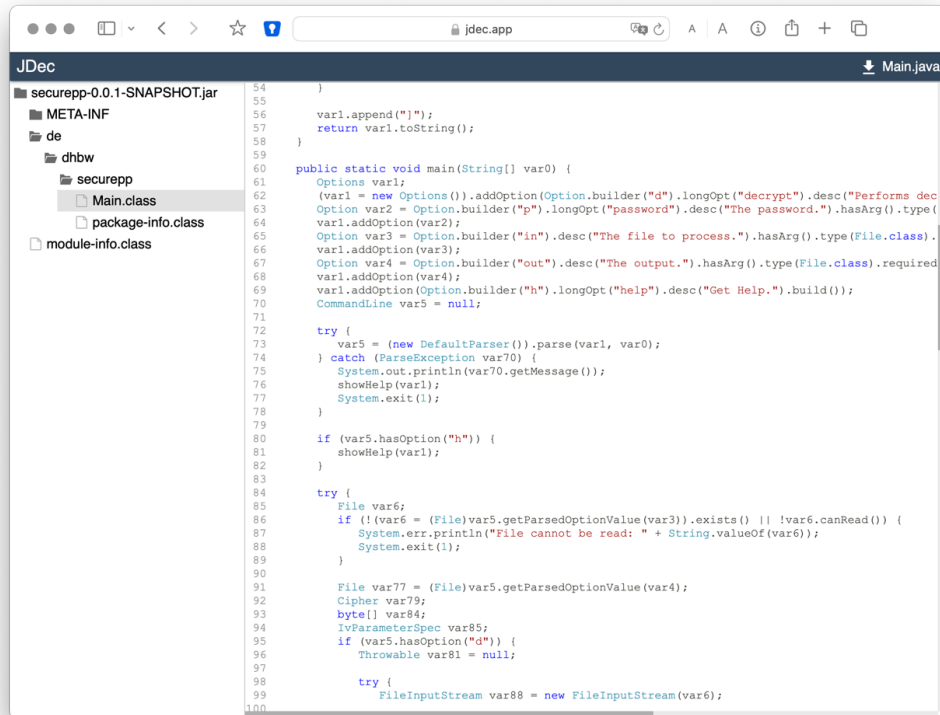 jdec.app
A A
JDec
Main.java
securepp-0.0.1-SNAPSHOT.jar
META-INF
de
dhbw
securepp
Main.class
package-info.class
module-info.class
54 }
55
56 var1.append("]");
57 return var1.toString();
58 }
59
60 public static void main(String[] var0) {
61 Options var1;
62 (var1 = new Options()).addOption(Option.builder("d").longOpt("decrypt").desc("Performs dec
63 Option var2 = Option.builder("p").longOpt("password").desc("The password.").hasArg().type(
64 var1.addOption(var2);
65 Option var3 = Option.builder("in").desc("The file to process.").hasArg().type(File.class).
66 var1.addOption(var3);
67 Option var4 = Option.builder("out").desc("The output.").hasArg().type(File.class).required
68 var1.addOption(var4);
69 var1.addOption(Option.builder("h").longOpt("help").desc("Get Help.").build());
70 CommandLine var5 = null;
71
72 try {
73 var5 = (new DefaultParser()).parse(var1, var0);
74 } catch (ParseException var70) {
75 System.out.println(var70.getMessage());
76 showHelp(var1);
77 System.exit(1);
78 }
79
80 if (var5.hasOption("h")) {
81 showHelp(var1);
82 }
83
84 try {
85 File var6;
86 if (!(var6 = (File)var5.getParsedOptionValue(var3)).exists() || !var6.canRead()) {
87 System.err.println("File cannot be read: " + String.valueOf(var6));
88 System.exit(1);
89 }
90
91 File var77 = (File)var5.getParsedOptionValue(var4);
92 Cipher var79;
93 byte[] var84;
94 IvParameterSpec var85;
95 if (var5.hasOption("d")) {
96 Throwable var81 = null;
97
98 try {
99 FileInputStream var88 = new FileInputStream(var6);
100